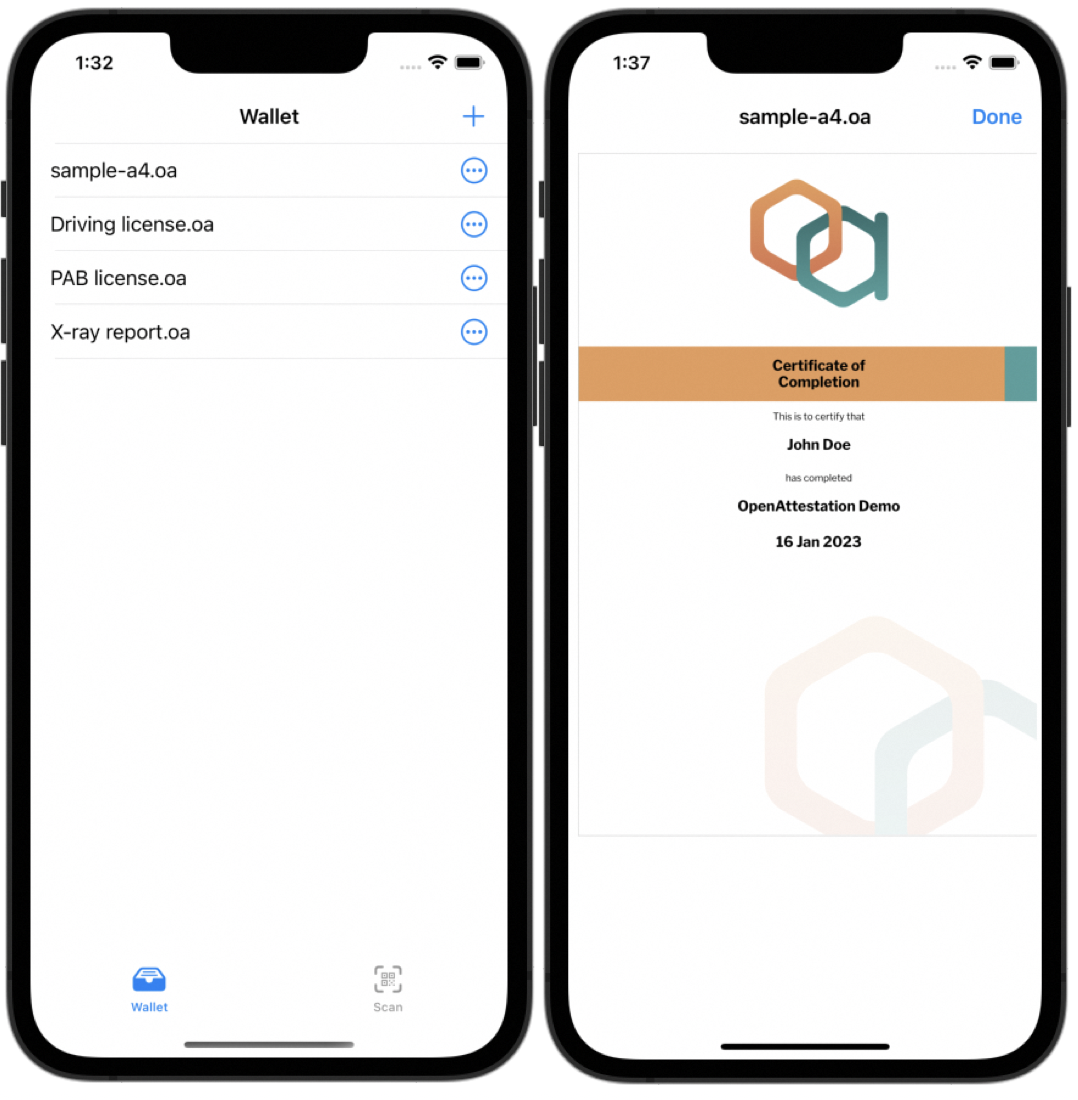 1:32
Wallet
sample-a4.oa
Driving license.oa
PAB license.oa
X-ray report.oa
Wallet
Scan
1:37
sample-a4.oa
Done
Certificate of
Completion
This is to certify that
John Doe
has completed
OpenAttestation Demo
16 Jan 2023